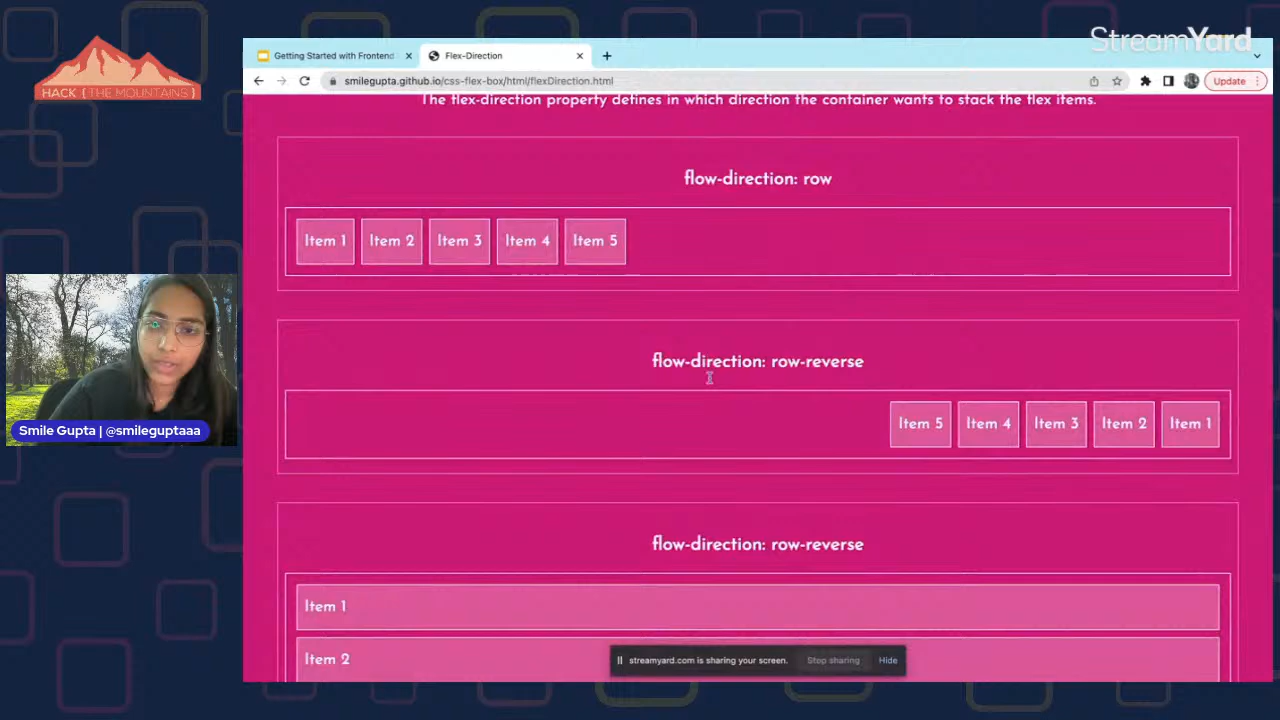 StreamYard
HACK {THE MOUNTAINS}
Getting Started with Frontend
Flex-Direction
smilegupta.github.io/css-flex-box/html/flexDirection.html
Update
The flex-direction property defines in which direction the container wants to stack the flex items.
flow-direction: row
Item 1 Item 2 Item 3 Item 4 Item 5
flow-direction: row-reverse
Item 5 Item 4 Item 3 Item 2 Item 1
flow-direction: row-reverse
Item 1
Item 2
streamyard.com is sharing your screen. Stop sharing Hide
Smile Gupta | @smileguptaaa